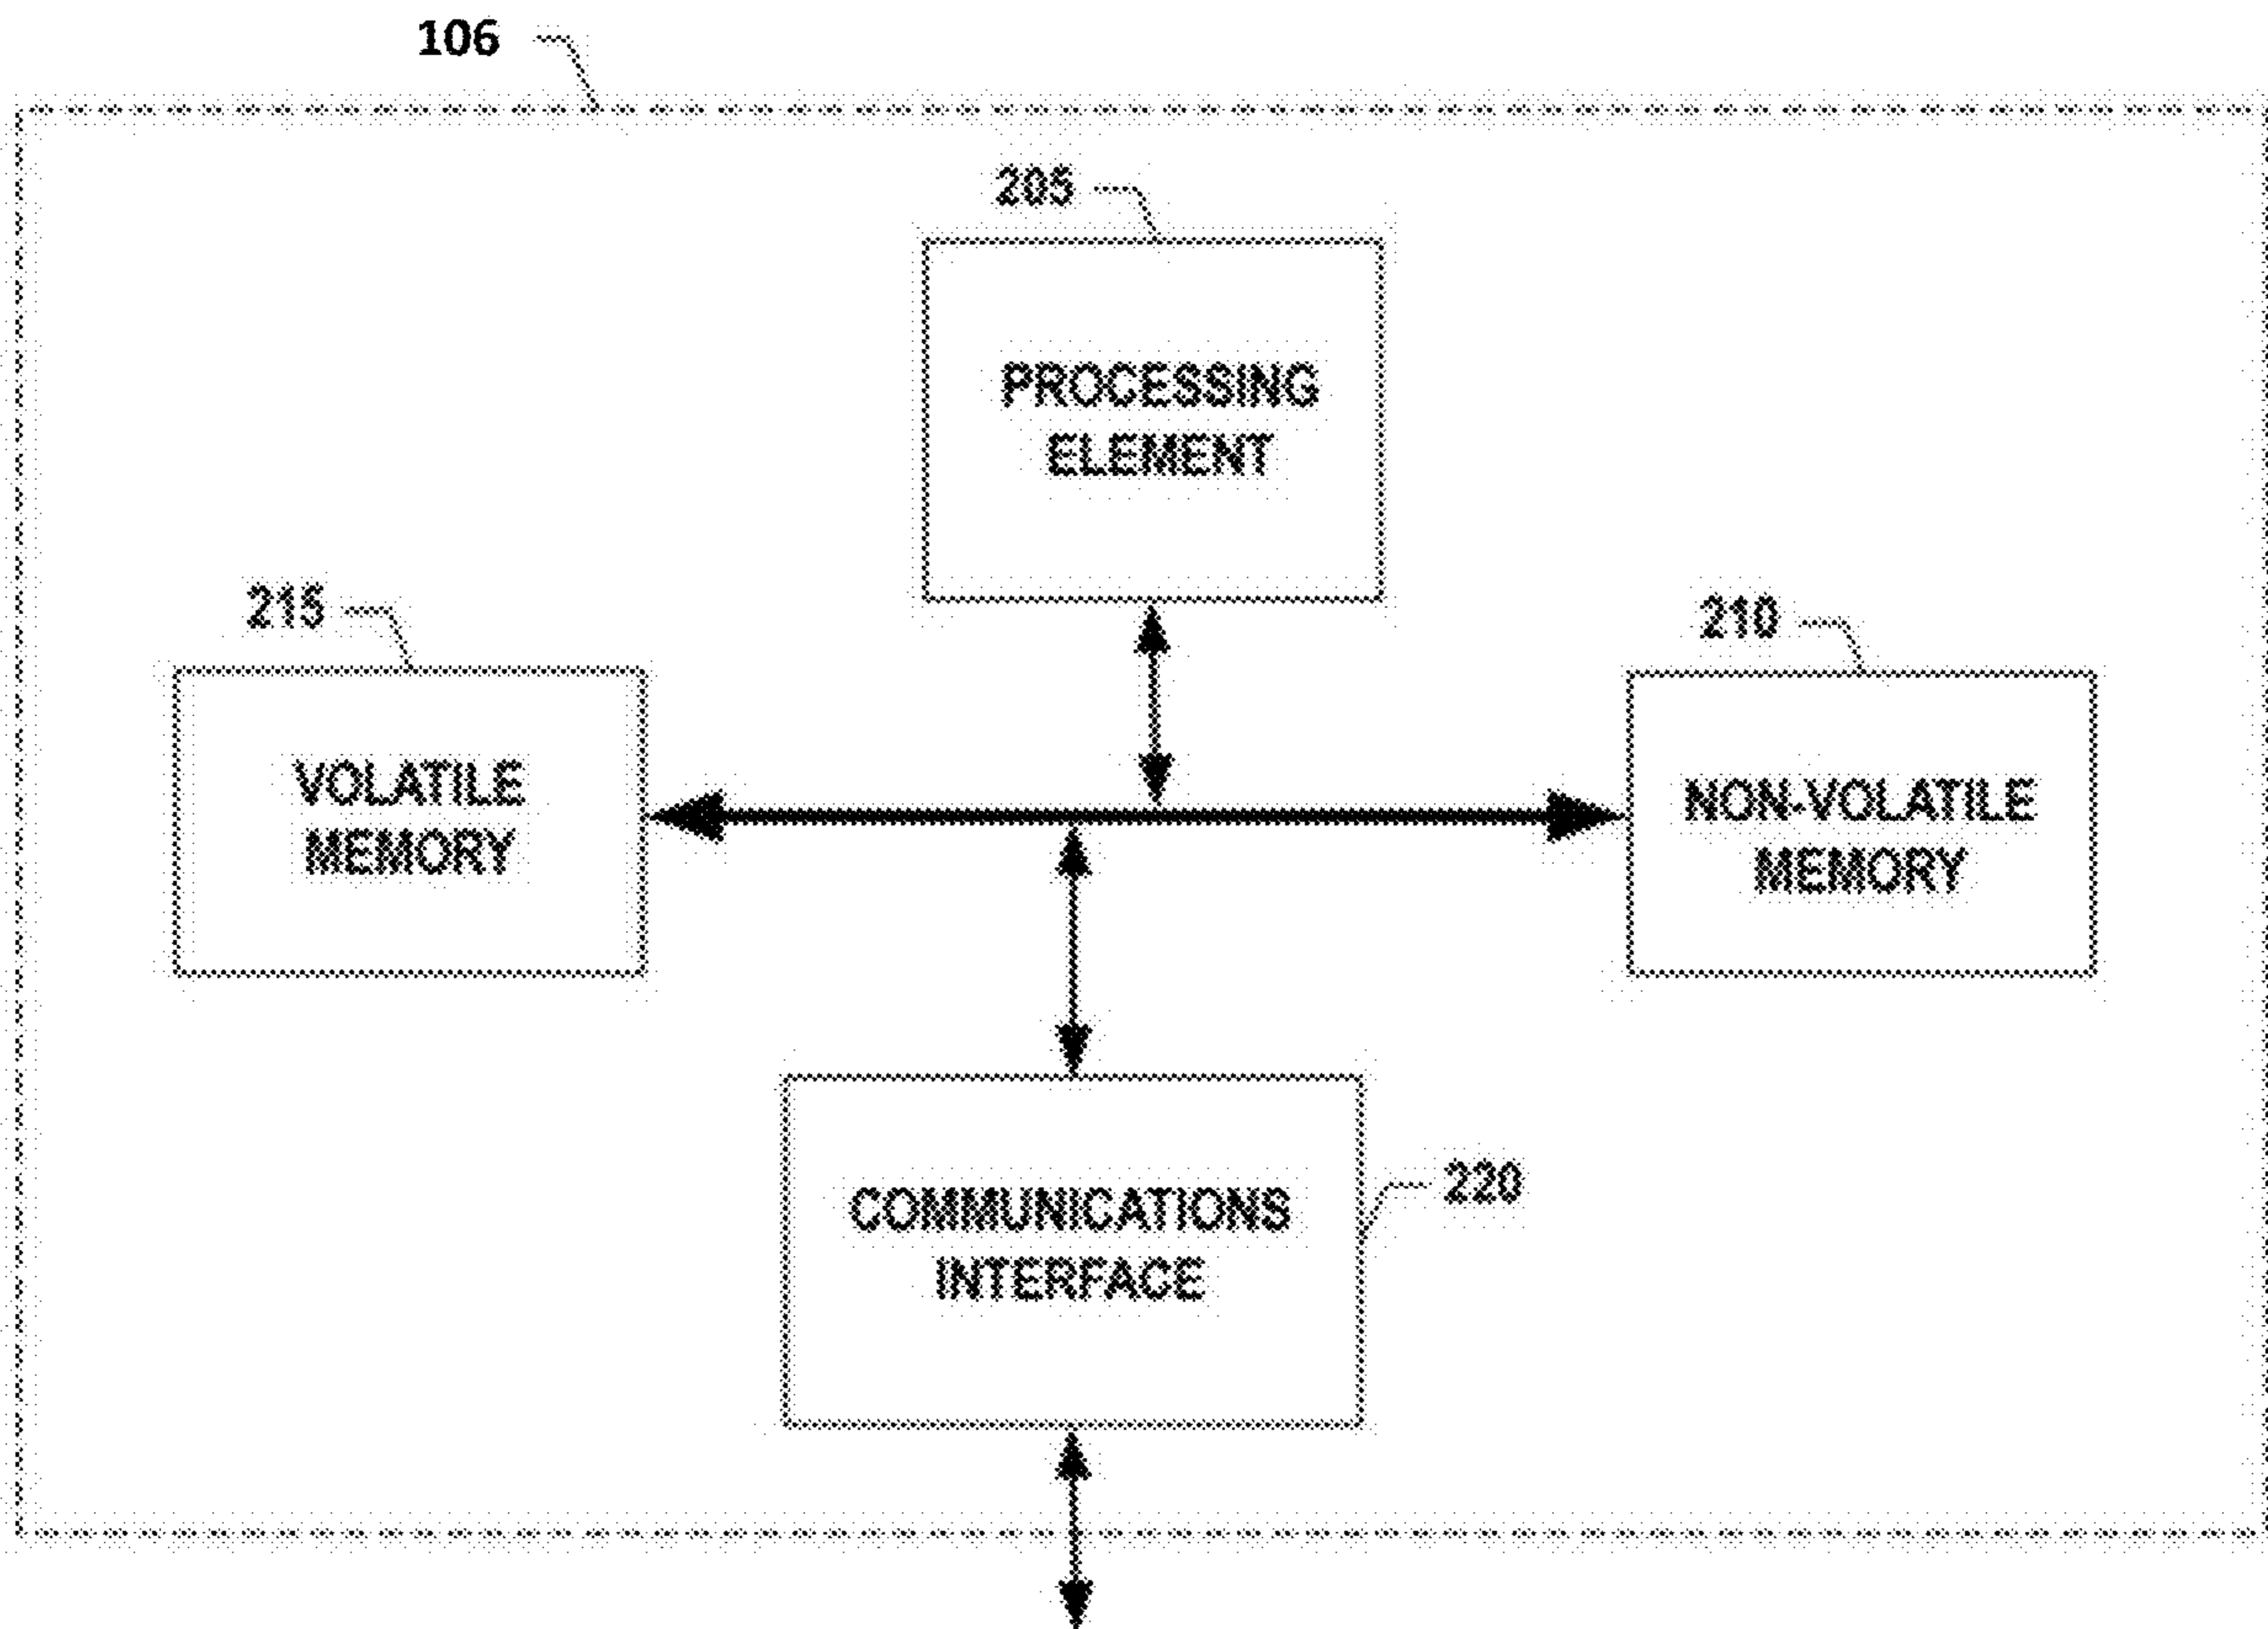 106
205
PROCESSING
ELEMENT
215
210
VOLATILE
MEMORY
NON-VOLATILE
MEMORY
COMMUNICATIONS
INTERFACE
220